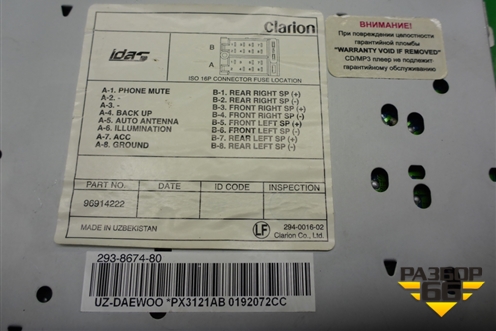 idas
Clarion
B
A
ISO 16P CONNECTOR FUSE LOCATION
A-1. PHONE MUTE
A-2. -
A-3. -
A-4. BACK UP
A-5. AUTO ANTENNA
A-6. ILLUMINATION
A-7. ACC
A-8. GROUND
B-1. REAR RIGHT SP (+)
B-2. REAR RIGHT SP (-)
B-3. FRONT RIGHT SP (+)
B-4. FRONT RIGHT SP (-)
B-5. FRONT LEFT SP (+)
B-6. FRONT LEFT SP (-)
B-7. REAR LEFT SP (+)
B-8. REAR LEFT SP (-)
PART NO. DATE ID CODE INSPECTION
96914222
MADE IN UZBEKISTAN
LF
294-0016-02
Clarion Co., Ltd.
293-8674-80
UZ-DAEWOO *PX3121AB 0192072CC
ВНИМАНИЕ!
При повреждении целостности
гарантийной пломбы
"WARRANTY VOID IF REMOVED"
CD/MP3 плеер не подлежит
гарантийному обслуживанию
РАЗБОР
66